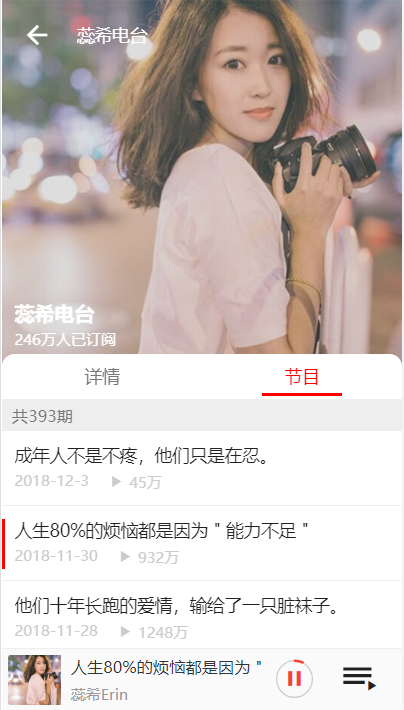 蕊希电台
蕊希电台
246万人已订阅
详情 节目
共393期
成年人不是不疼，他们只是在忍。
2018-12-3 45万
人生80%的烦恼都是因为＂能力不足＂
2018-11-30 932万
他们十年长跑的爱情，输给了一只脏袜子。
2018-11-28 1248万
人生80%的烦恼都是因为＂
蕊希Erin